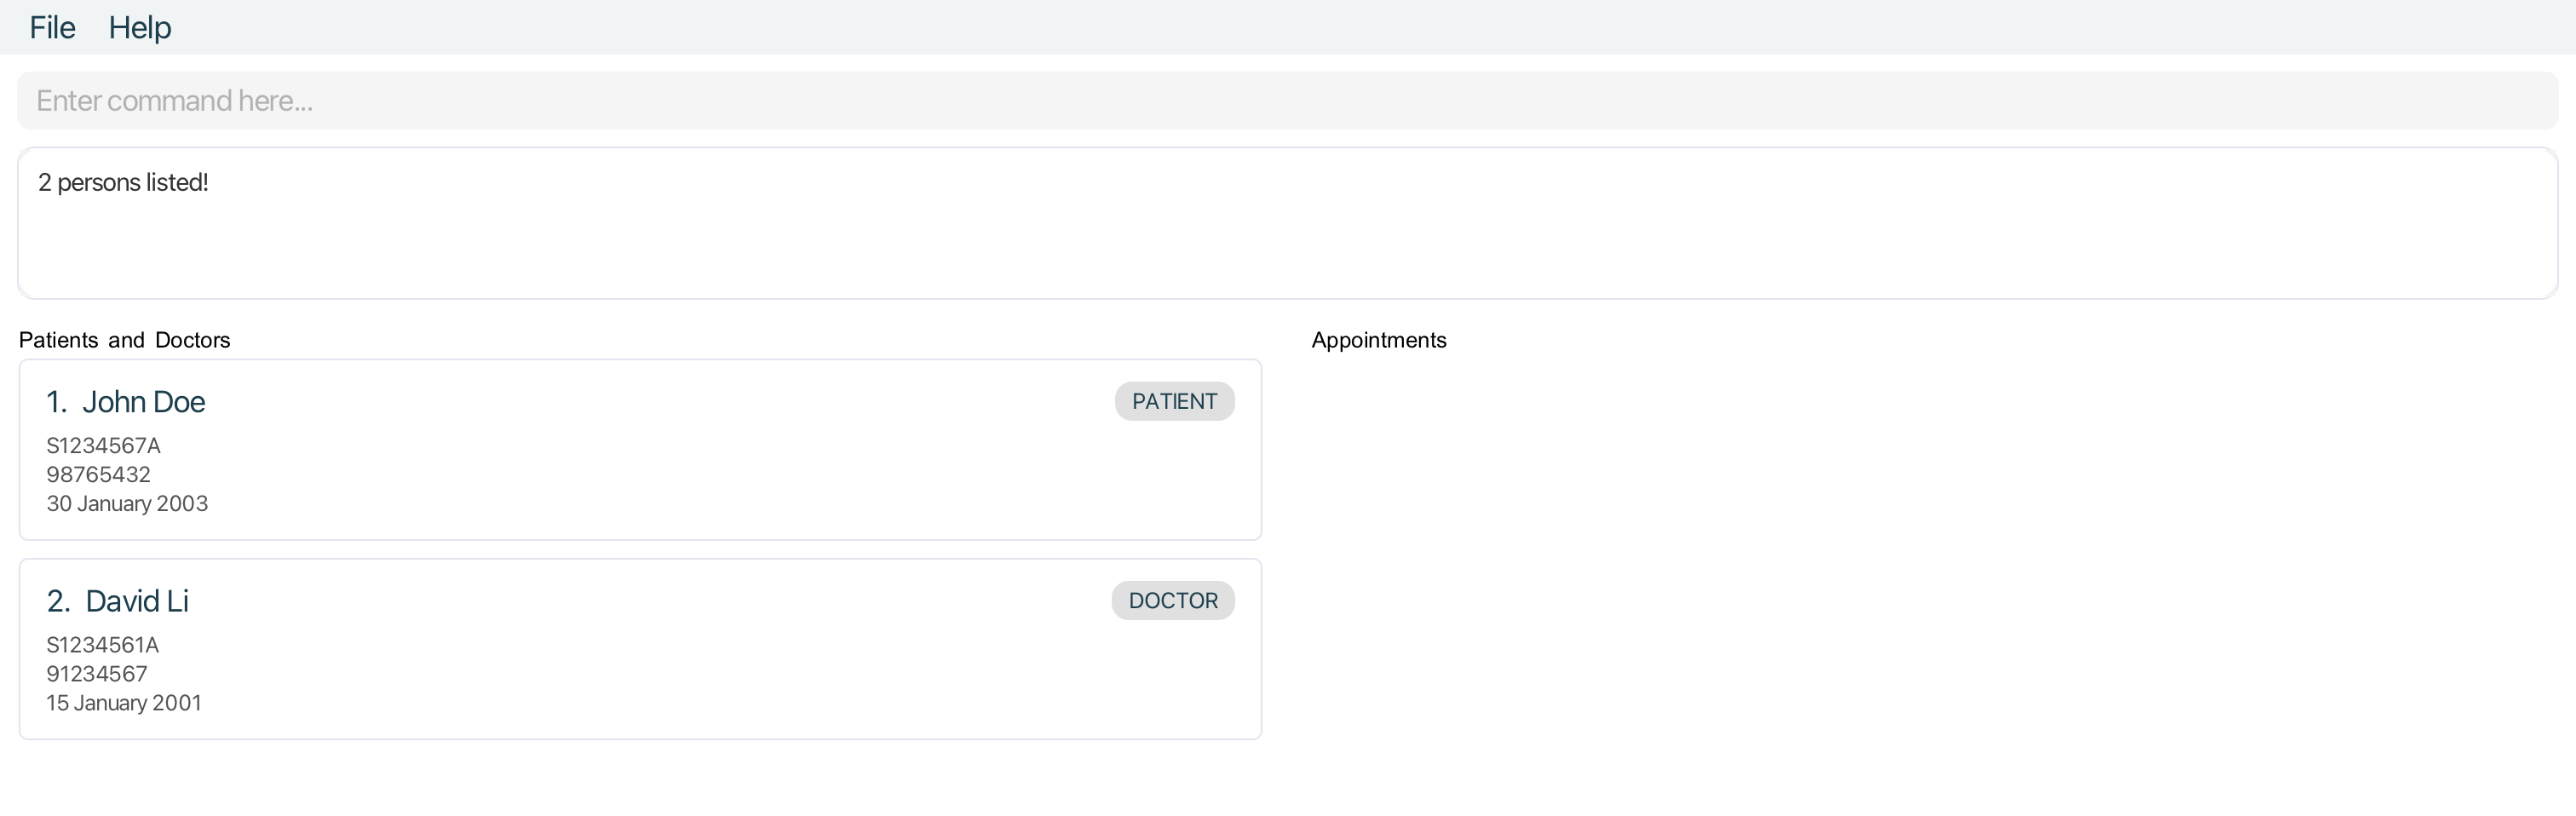 File Help
Enter command here...
2 persons listed!
Patients and Doctors
1. John Doe
PATIENT
S1234567A
98765432
30 January 2003
2. David Li
DOCTOR
S1234561A
91234567
15 January 2001
Appointments